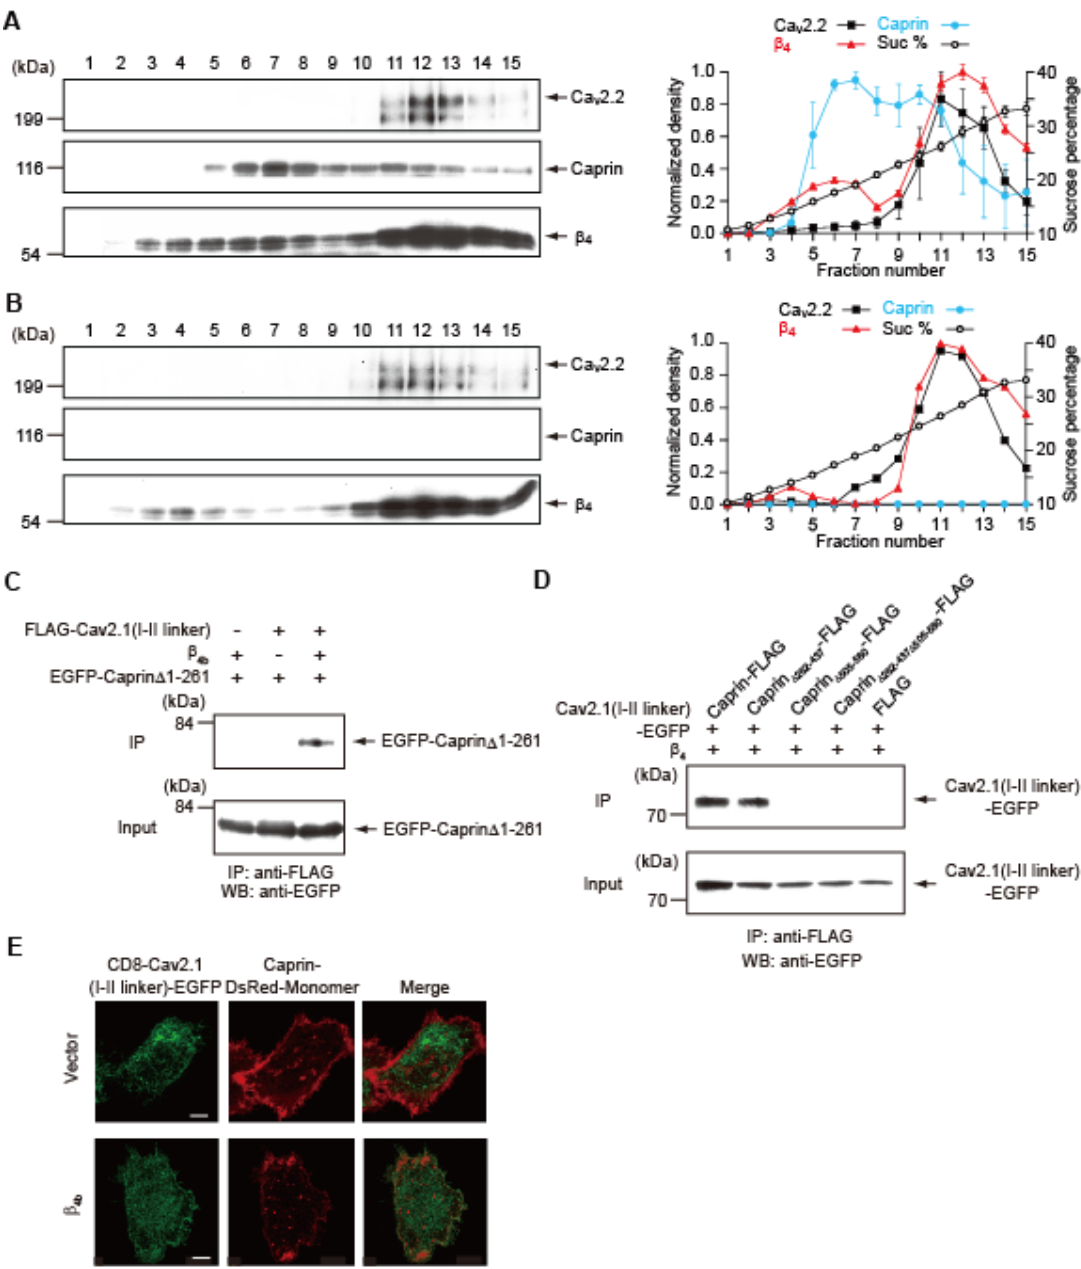 A
(kDa) 1 2 3 4 5 6 7 8 9 10 11 12 13 14 15
199
Cav2.2
116
Caprin
54
β4
Cav2.2 Caprin
β4 Suc %
Normalized density
1.0
0.8
0.6
0.4
0.2
0.0
40
30
20
10
Sucrose percentage
1 3 5 7 9 11 13 15
Fraction number
B
(kDa) 1 2 3 4 5 6 7 8 9 10 11 12 13 14 15
199
Cav2.2
116
Caprin
54
β4
Cav2.2 Caprin
β4 Suc %
Normalized density
1.0
0.8
0.6
0.4
0.2
0.0
40
30
20
10
Sucrose percentage
1 3 5 7 9 11 13 15
Fraction number
C
FLAG-Cav2.1(I-II linker) - + +
β4b + - +
EGFP-CaprinΔ1-261 + + +
(kDa)
84
IP
EGFP-CaprinΔ1-261
(kDa)
84
Input
EGFP-CaprinΔ1-261
IP: anti-FLAG
WB: anti-EGFP
D
Caprin-FLAG
Caprin -FLAG
Caprin -FLAG
Caprin -FLAG
FLAG
Cav2.1(I-II linker)
-EGFP + + + + +
β4 + + + + +
(kDa)
IP
70
Cav2.1(I-II linker)
-EGFP
(kDa)
Input
70
Cav2.1(I-II linker)
-EGFP
IP: anti-FLAG
WB: anti-EGFP
E
CD8-Cav2.1
(I-II linker)-EGFP
Caprin-
DsRed-Monomer
Merge
Vector
β4b